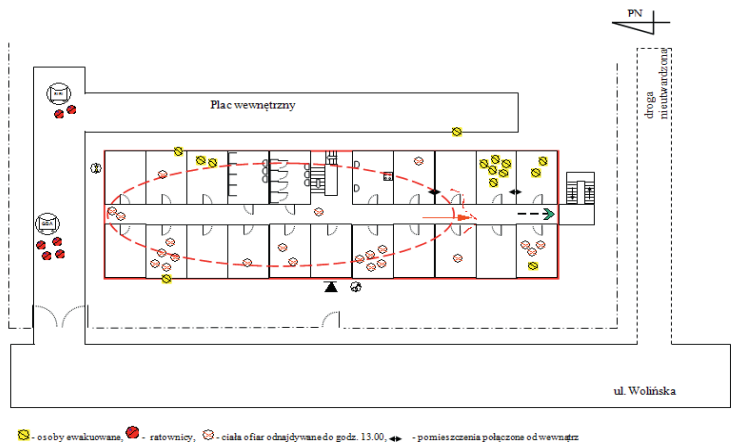 PN
droga
nieutwardzona
Plac wewnętrzny
ul. Wolińska
- osoby ewakuowane, - ratownicy, - ciała ofiar odnajdywane do godz. 13.00, - pomieszczenia połączone od wewnątrz